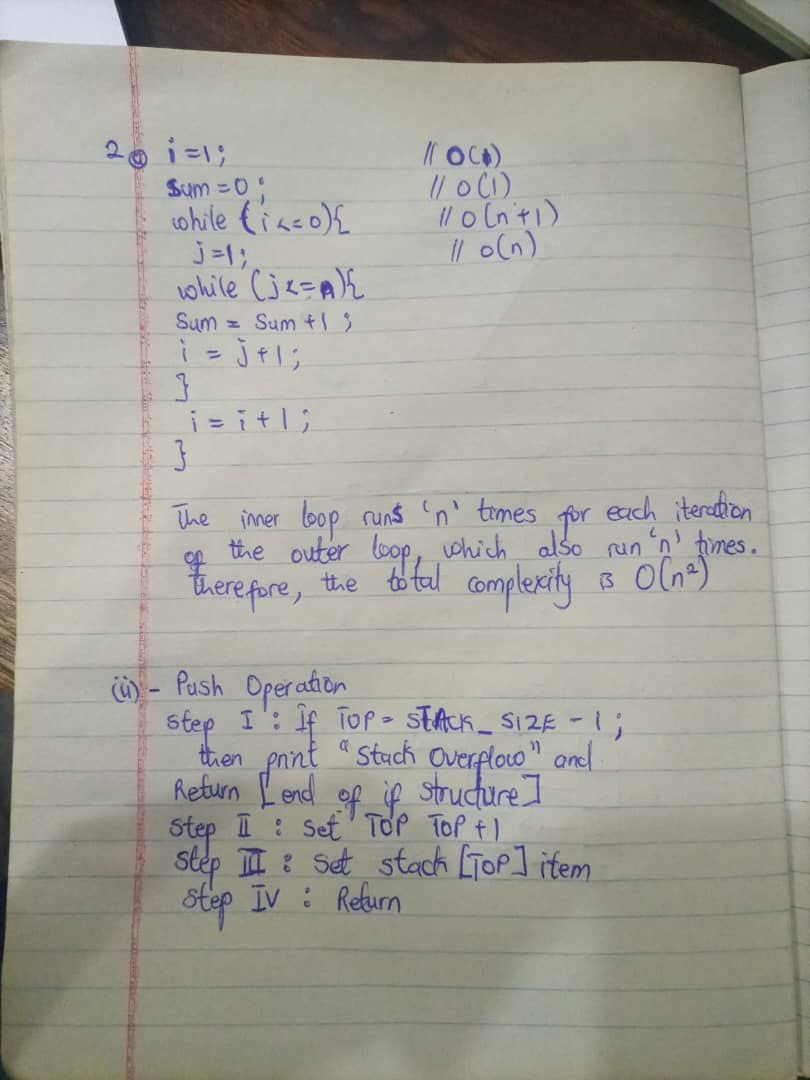 2 a i =1; // O(1)
Sum = 0 ; // O(1)
while ( i <= 0){ // O(n+1)
j=1; // O(n)
while (j <= n){
Sum = Sum +1 ;
i = j+1;
}
i = i + 1 ;
}
The inner loop runs 'n' times for each iteration
of the outer loop, which also run 'n' times.
therefore, the total complexity is O(n²)
(ii) - Push Operation
Step I : If TOP = STACK_SIZE - 1 ;
then print "Stack Overflow" and
Return [end of if structure]
Step II : Set TOP TOP +1
Step III : Set stack [TOP] item
Step IV : Return